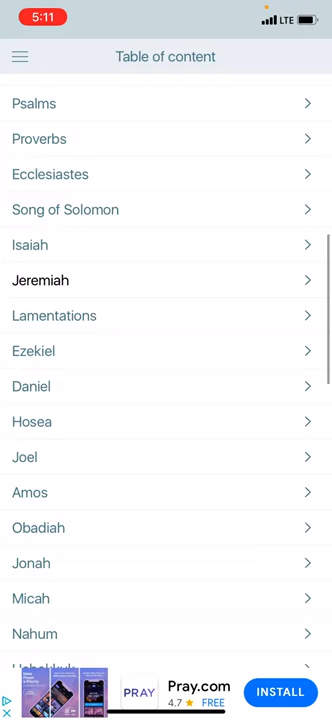 5:11
LTE
Table of content
Psalms
Proverbs
Ecclesiastes
Song of Solomon
Isaiah
Jeremiah
Lamentations
Ezekiel
Daniel
Hosea
Joel
Amos
Obadiah
Jonah
Micah
Nahum
Habakkuk
PRAY
Pray.com
4.7 ★ FREE
INSTALL